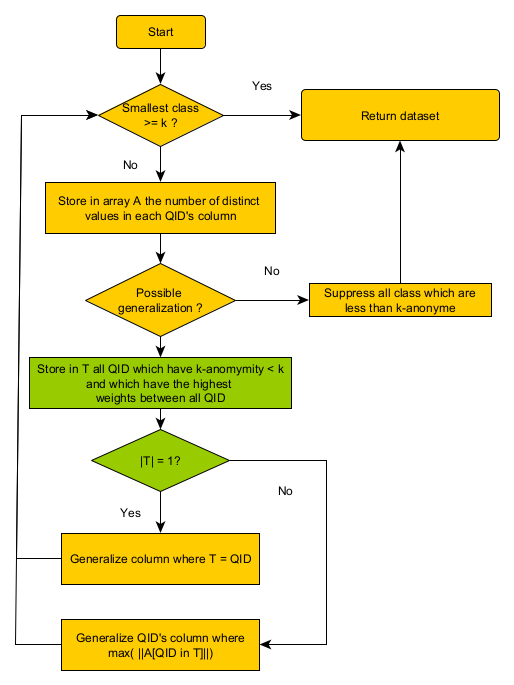 Start
Yes
Smallest class
>= k ?
Return dataset
No
Store in array A the number of distinct
values in each QID's column
No
Possible
generalization ?
Suppress all class which are
less than k-anonyme
Store in T all QID which have k-anomymity < k
and which have the highest
weights between all QID
|T| = 1?
No
Yes
Generalize column where T = QID
Generalize QID's column where
max( ||A[QID in T]||)